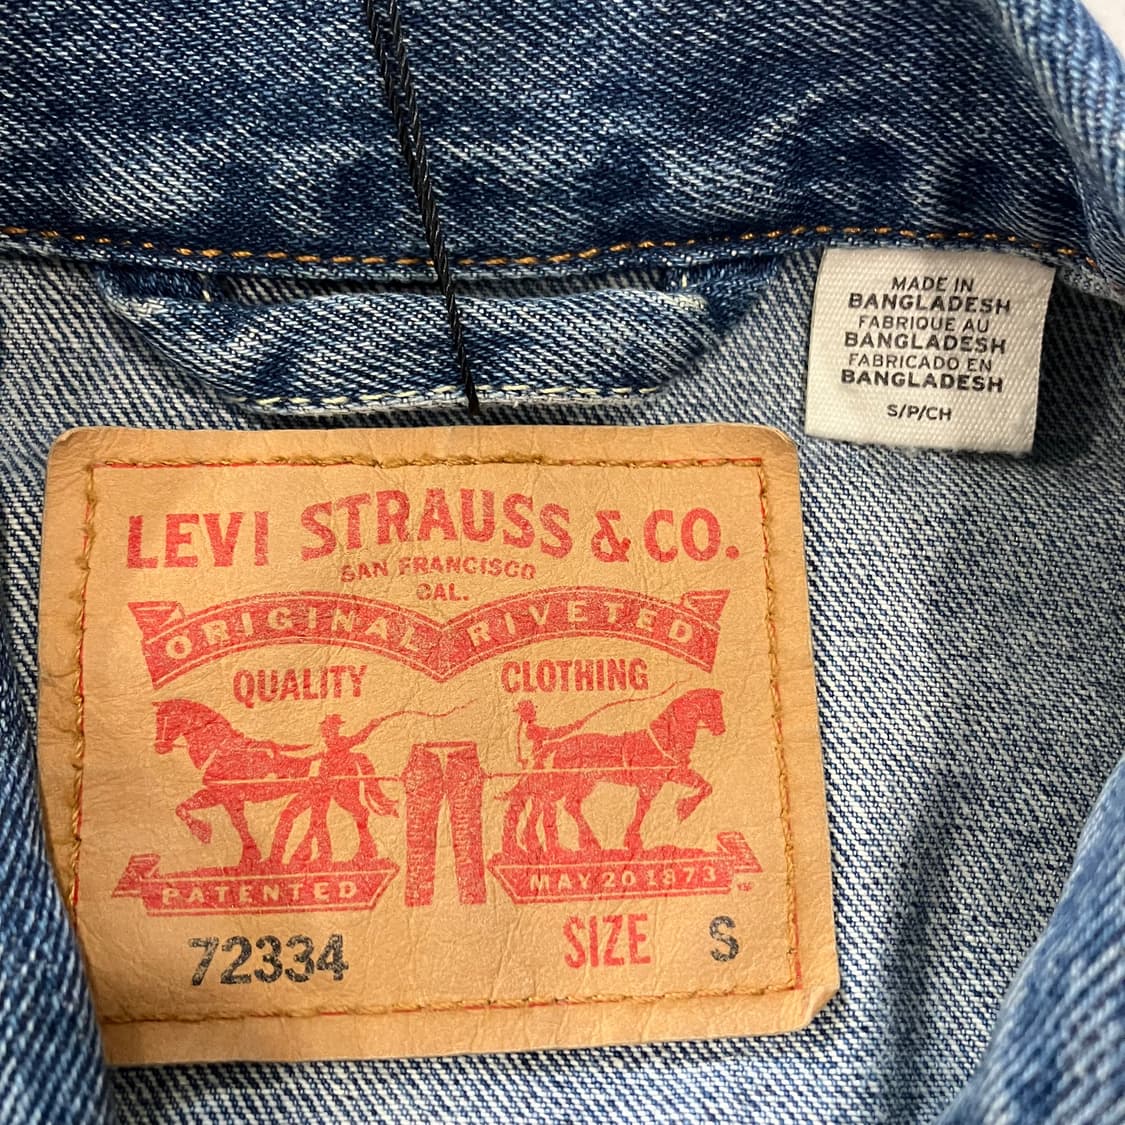 MADE IN
BANGLADESH
FABRIQUE AU
BANGLADESH
FABRICADO EN
BANGLADESH
S/P/CH
LEVI STRAUSS & CO.
SAN FRANCISCO
CAL.
ORIGINAL RIVETED
QUALITY CLOTHING
PATENTED MAY 20 1873
72334 SIZE S